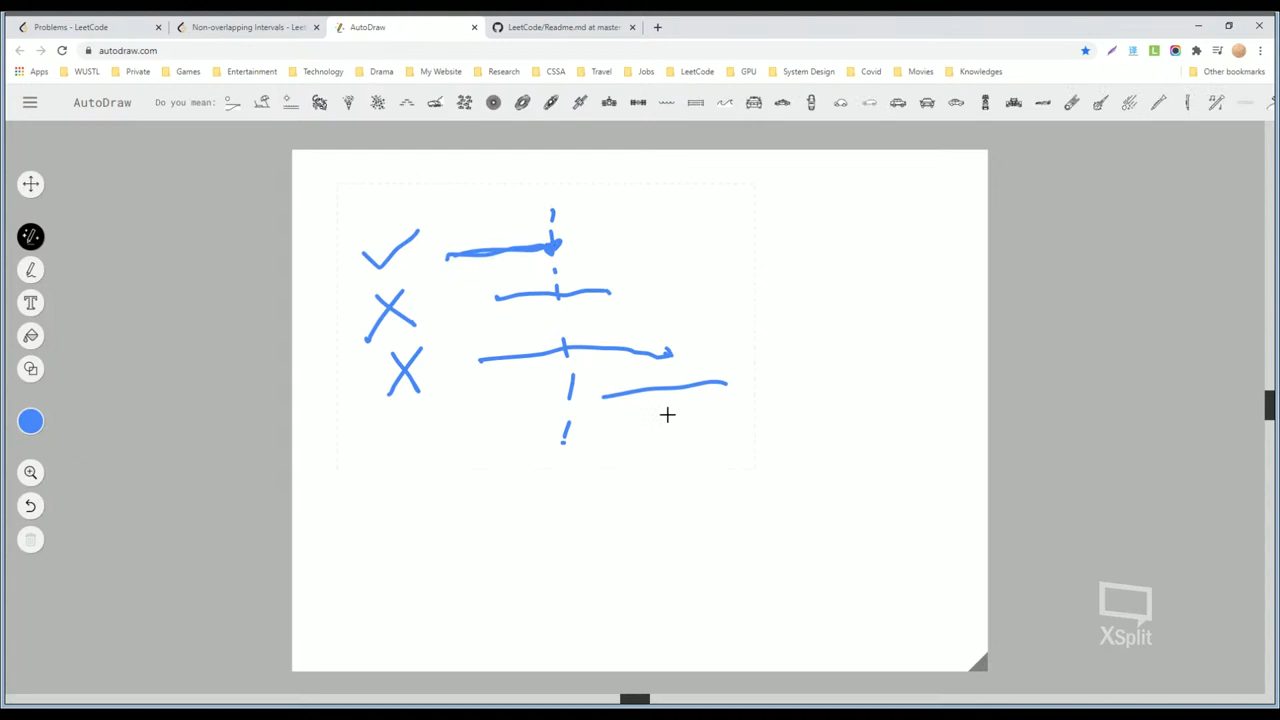 Problems - LeetCode
Non-overlapping Intervals - Leet
AutoDraw
LeetCode/Readme.md at master
autodraw.com
Apps WUSTL Private Games Entertainment Technology Drama My Website Research CSSA Travel Jobs LeetCode GPU System Design Covid Movies Knowledges Other bookmarks
AutoDraw Do you mean:
T
XSplit